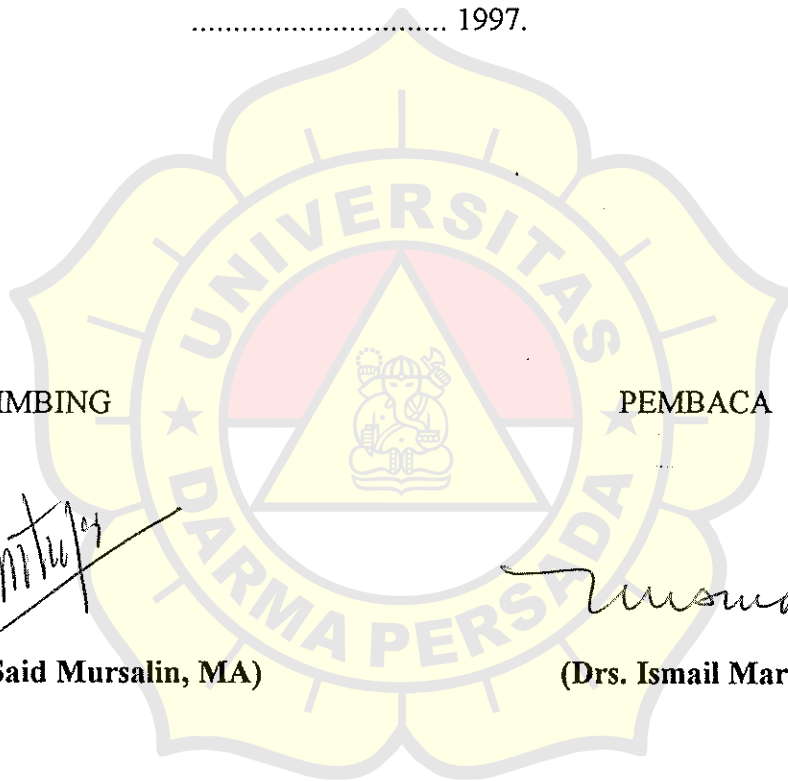 ............................... 1997.
UNIVERSITAS
IMBING PEMBACA
DARMA PERSADA
Said Mursalin, MA) (Drs. Ismail Mar